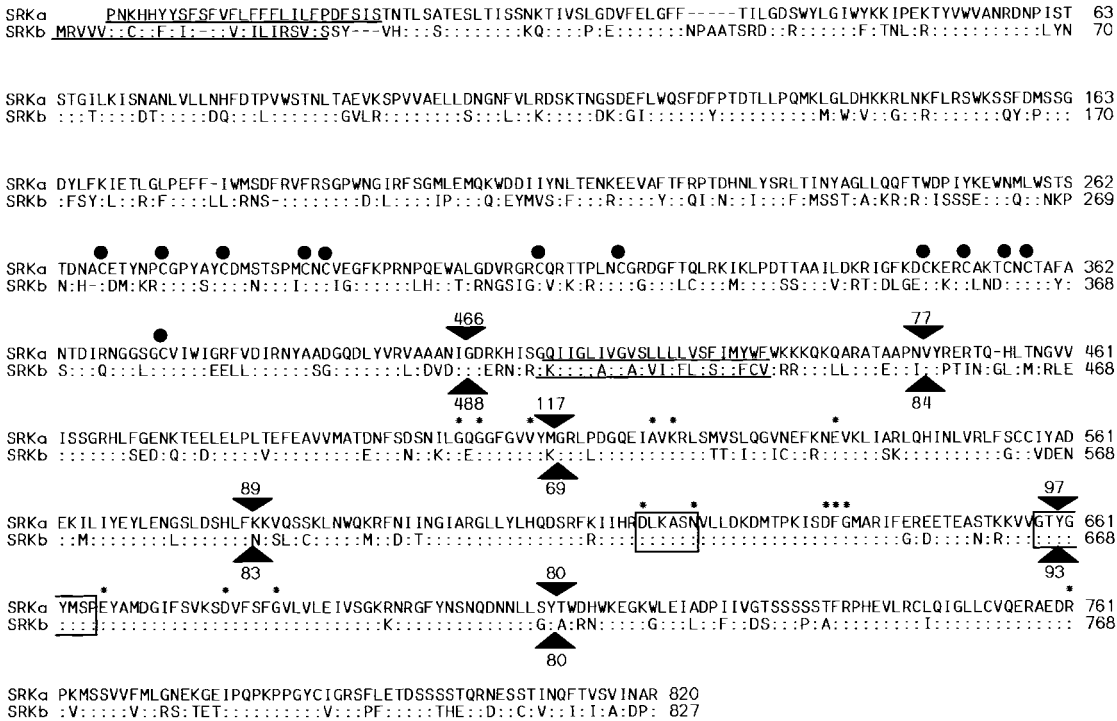 SRKa PNKHHYYSFSFVFLFFFLILFPDFSISTNTLSATESLTISSNKTIVSLGDVFELGFF-----TILGDSWYLGIWYKKIPEKTYVWVANRDNPIST 63
SRKb MRVVV::C::F:I:---:V:ILIRSV:SSY---VH:::S::::::::KQ::::P:E:::::::NPAATSRD::R::::::F:TNL:R:::::::::::LYN 70
SRKa STGILKISNANLVLLNHFDTPVWSTNLTAEVKSPVVAELLDNGNFVLRDSKTNGSDEFLWQSFDFPTDTLLPQMKLGLDHKKRLNKFLRSWKSSFDMSSG 163
SRKb :::T::::DT:::::DQ:::L:::::::GVLR::::::::D:::::S:::L::K:::::DK:GI:::::Y::::::::::M:W:V::G::R:::::::QY:P::: 170
SRKa DYLFKIETLGLPEFF-IWMSDFRVFRSGPWNGIRFSGMLEMQKWDDIIYNLTENKEEVAFTFRPTDHNLYSRLTINYAGLLQQFTWDPIYKEWNMLWSTS 262
SRKb :FSY:L::R:F::::LL:RNS-:::::::::D:L::::IP:::Q:EYMVS:F:::R::::Y::QI:N::I:::F:MSST:A:KR:R:ISSSE:::Q::NKP 269
SRKa TDNACETYNPCGPYAYCDMSTSPMCNCVEGFKPRNPQEWALGDVRGRCQRTTPLNCGRDGFTQLRKIKLPDTTAAILDKRIGFKDCKERCAKTCNCTAFA 362
SRKb N:H-:DM:KR::::S::::N::::I:::IG:::::LH::T:RNGSIG:V:K:R::::G:::LC:::M::::SS:::V:RT:DLGE::K::LND:::::Y: 368
466 77
SRKa NTDIRNGGSGCVIWIGRFVDIRNYAADGQDLYVRVAAANIGDRKHISGQIIGLIVGVSLLLLVSFIMYWFWKKKQKQARATAAPNVYRERTQ-HLTNGVV 461
SRKb S:::Q:::L::::::EELL:::::::SG:::::::L:DVD:::ERN:R:K::::A::A:VI:FL:S::FCV:RR:::LL:::E::I::PTIN:GL:M:RLE 468
488 84
117
SRKa ISSGRHLFGENKTEELELPLTEFEAVVMATDNFSDSNILGQGGFGVVYMGRLPDGQEIAVKRLSMVSLQGVNEFKNEVKLIARLQHINLVRLFSCCIYAD 561
SRKb :::::::SED:Q::D::::::V::::::::::E:::N::K::E:::::::K:::L::::::::::::TT:I::IC::R::::::SK:::::::::G::VDEN 568
69
89 97
SRKa EKILIYEYLENGSLDSHLFKKVQSSKLNWQKRFNIINGIARGLLYLHQDSRFKIIHRDLKASNVLLDKDMTPKISDFGMARIFEREETEASTKKVVGTYG 661
SRKb ::M::::::::L:::::::N:SL:C:::::M::D:T::::::::::::::::R:::::::::::::::::::::::::::::G:D::::N:R::::::: 668
83 93
80
SRKa YMSPEYAMDGIFSVKSDVFSFGVLVLEIVSGKRNRGFYNSNQDNNLLSYTWDHWKEGKWLEIADPIIVGTSSSSSTFRPHEVLRCLQIGLLCVQERAEDR 761
SRKb ::::::::::::::::::::::::::::::::K::::::::::::::G:A:RN:::G:::L::F::DS:::P:A::::::::::I::::::::::::::: 768
80
SRKa PKMSSVVFMLGNEKGEIPQPKPPGYCIGRSFLETDSSSSTQRNESSTINQFTVSVINAR 820
SRKb :V:::::V::RS:TET::::::::::V:::PF:::::THE::D::C:V::I:I:A:DP: 827